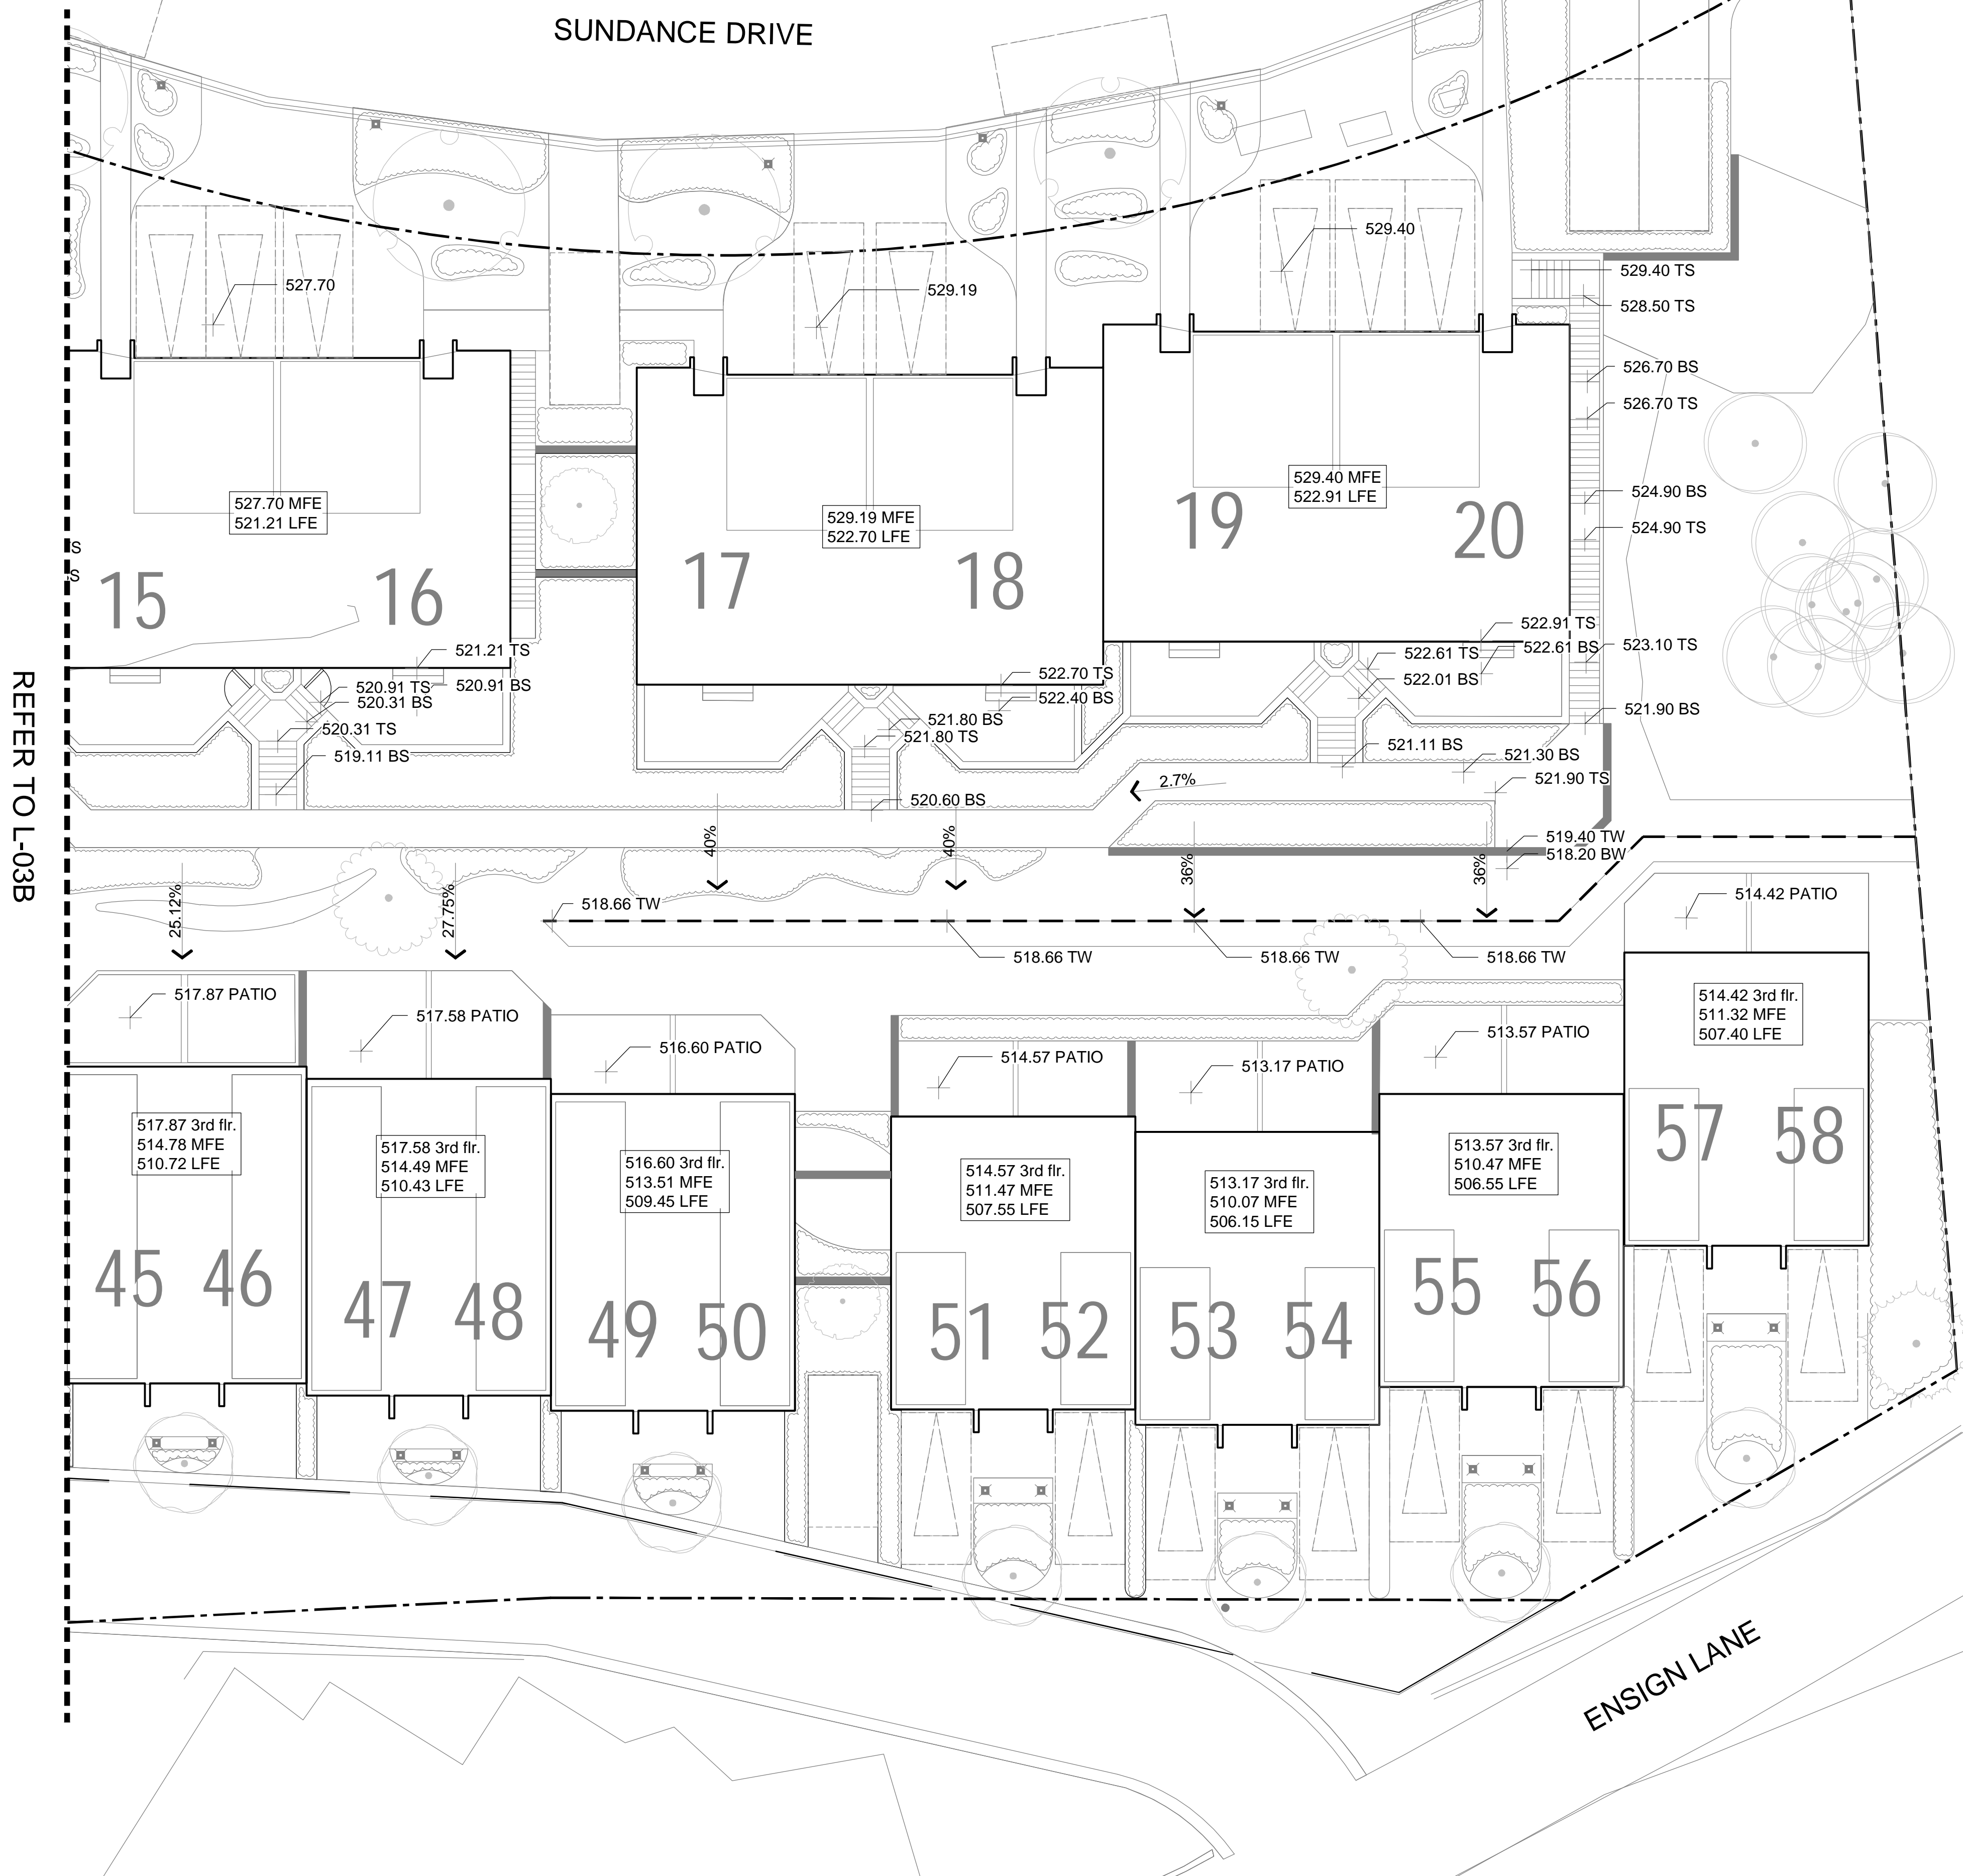 SUNDANCE DRIVE
529.40
529.40 TS
527.70
529.19
528.50 TS
526.70 BS
526.70 TS
529.40 MFE
522.91 LFE
524.90 BS
527.70 MFE
521.21 LFE
529.19 MFE
522.70 LFE
19
20
524.90 TS
S
S
15
16
17
18
522.91 TS
521.21 TS
522.61 TS
522.61 BS
523.10 TS
522.70 TS
520.91 TS
520.91 BS
522.01 BS
520.31 BS
522.40 BS
521.90 BS
520.31 TS
521.80 BS
521.80 TS
519.11 BS
521.11 BS
521.30 BS
2.7%
521.90 TS
REFER TO L-03B
520.60 BS
40%
40%
36%
36%
519.40 TW
518.20 BW
25.12%
27.75%
518.66 TW
514.42 PATIO
518.66 TW
518.66 TW
518.66 TW
517.87 PATIO
517.58 PATIO
516.60 PATIO
514.57 PATIO
513.17 PATIO
513.57 PATIO
514.42 3rd flr.
511.32 MFE
507.40 LFE
517.87 3rd flr.
514.78 MFE
510.72 LFE
517.58 3rd flr.
514.49 MFE
510.43 LFE
516.60 3rd flr.
513.51 MFE
509.45 LFE
514.57 3rd flr.
511.47 MFE
507.55 LFE
513.17 3rd flr.
510.07 MFE
506.15 LFE
513.57 3rd flr.
510.47 MFE
506.55 LFE
57
58
45
46
47
48
49
50
51
52
53
54
55
56
ENSIGN LANE